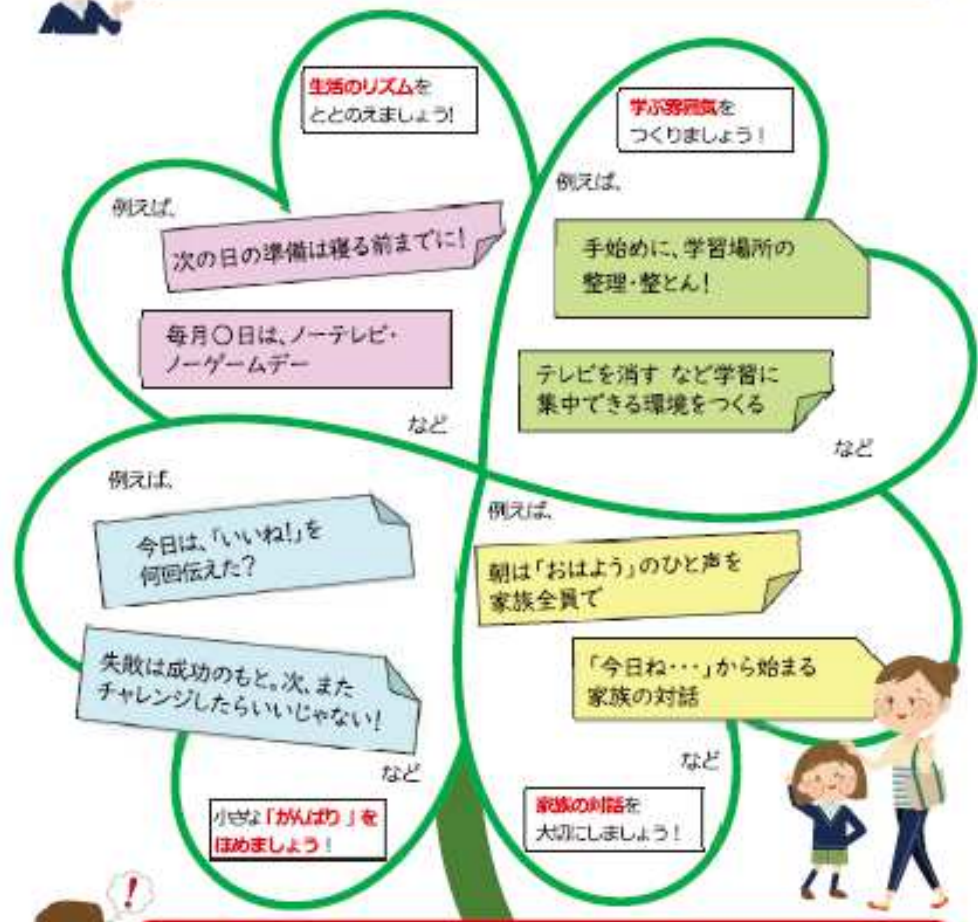 生活のリズムを
ととのえましょう!
例えば、
次の日の準備は寝る前までに!
毎月〇日は、ノーテレビ・
ノーゲームデー
など
学ぶ雰囲気を
つくりましょう!
例えば、
手始めに、学習場所の
整理・整とん!
テレビを消す など学習に
集中できる環境をつくる
など
例えば、
今日は、「いいね!」を
何回伝えた?
失敗は成功のもと。次、また
チャレンジしたらいいじゃない!
など
小さな「がんばり」を
ほめましょう!
例えば、
朝は「おはよう」のひと声を
家族全員で
「今日ね・・・」から始まる
家族の対話
など
家族の対話を
大切にしましょう!
!